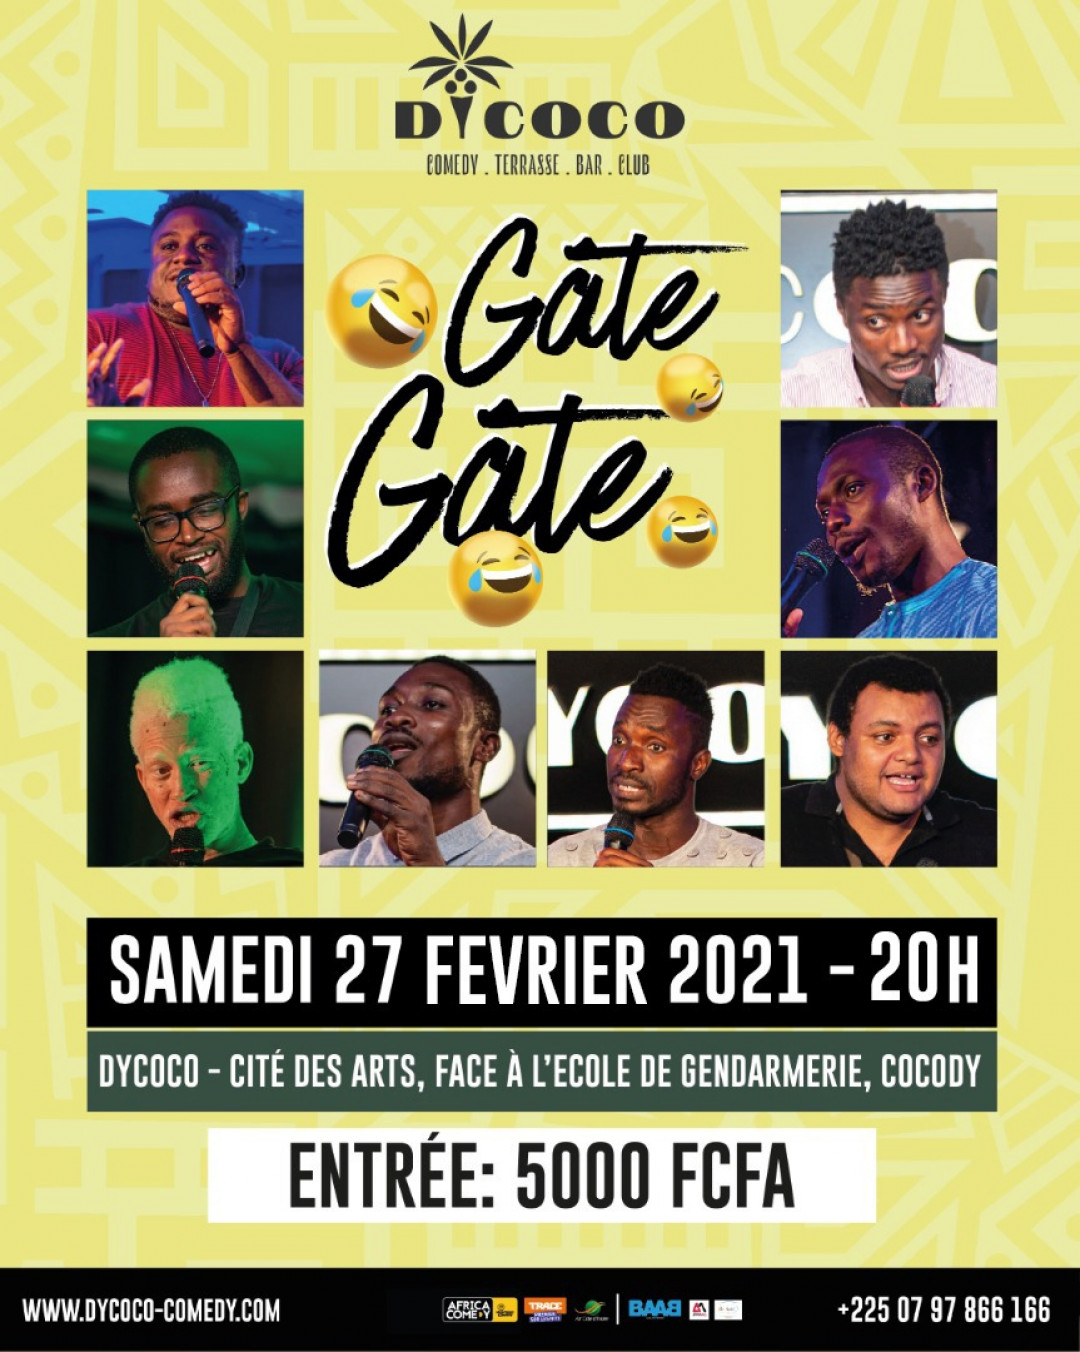 DYCOCO
COMEDY . TERRASSE . BAR . CLUB
Gâte
Gâte
SAMEDI 27 FEVRIER 2021 - 20H
DYCOCO - CITÉ DES ARTS, FACE À L'ECOLE DE GENDARMERIE, COCODY
ENTRÉE: 5000 FCFA
WWW.DYCOCO-COMEDY.COM
AFRICA
COMEDY
TRACE
BAAB
+225 07 97 866 166